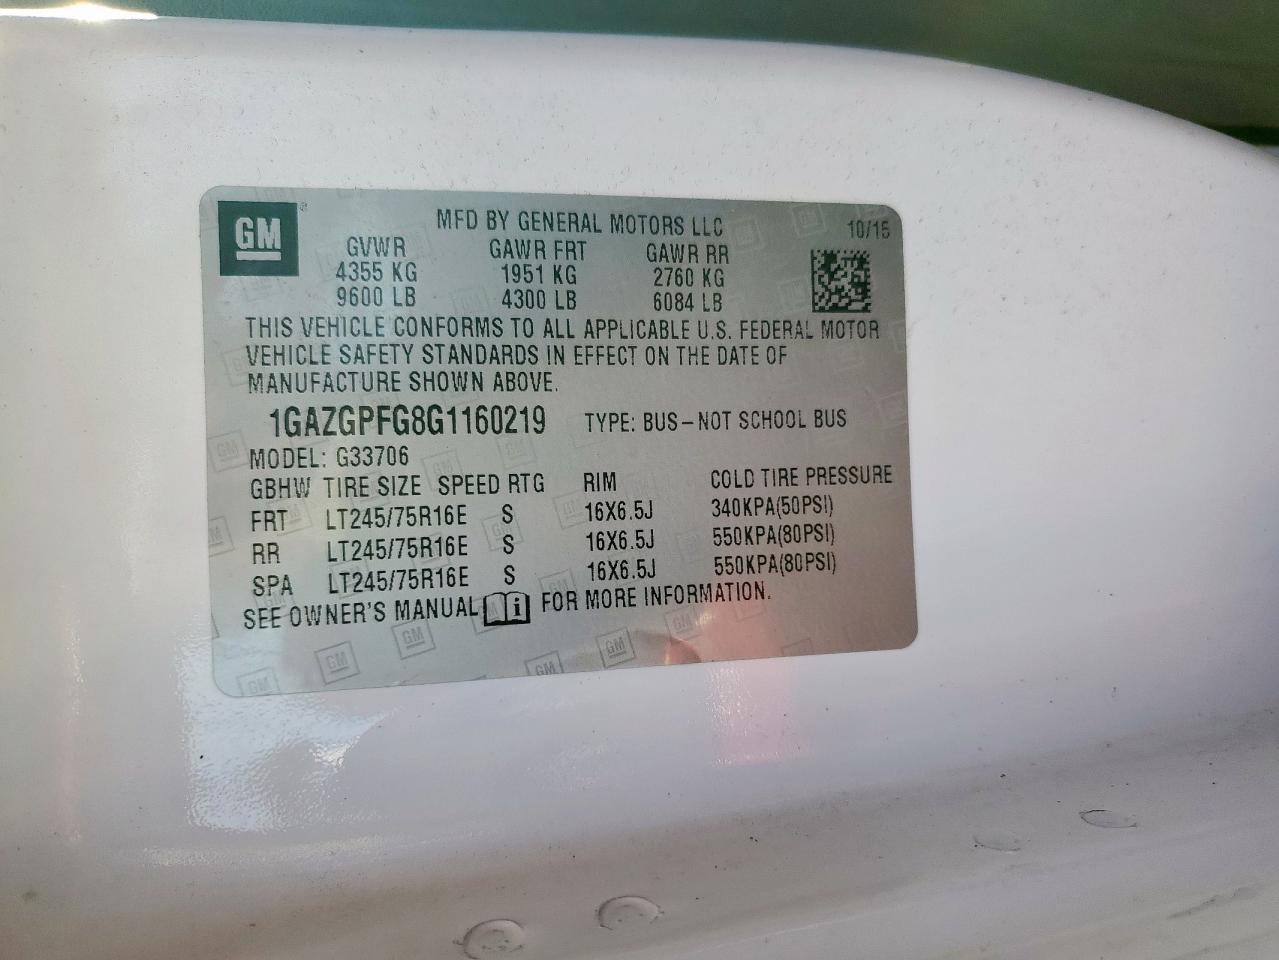 GM
MFD BY GENERAL MOTORS LLC 10/15
GVWR GAWR FRT GAWR RR
4355 KG 1951 KG 2760 KG
9600 LB 4300 LB 6084 LB
THIS VEHICLE CONFORMS TO ALL APPLICABLE U.S. FEDERAL MOTOR
VEHICLE SAFETY STANDARDS IN EFFECT ON THE DATE OF
MANUFACTURE SHOWN ABOVE.
1GAZGPFG8G1160219 TYPE: BUS-NOT SCHOOL BUS
MODEL: G33706
GBHW TIRE SIZE SPEED RTG RIM COLD TIRE PRESSURE
FRT LT245/75R16E S 16X6.5J 340KPA(50PSI)
RR LT245/75R16E S 16X6.5J 550KPA(80PSI)
SPA LT245/75R16E S 16X6.5J 550KPA(80PSI)
SEE OWNER'S MANUAL i FOR MORE INFORMATION.